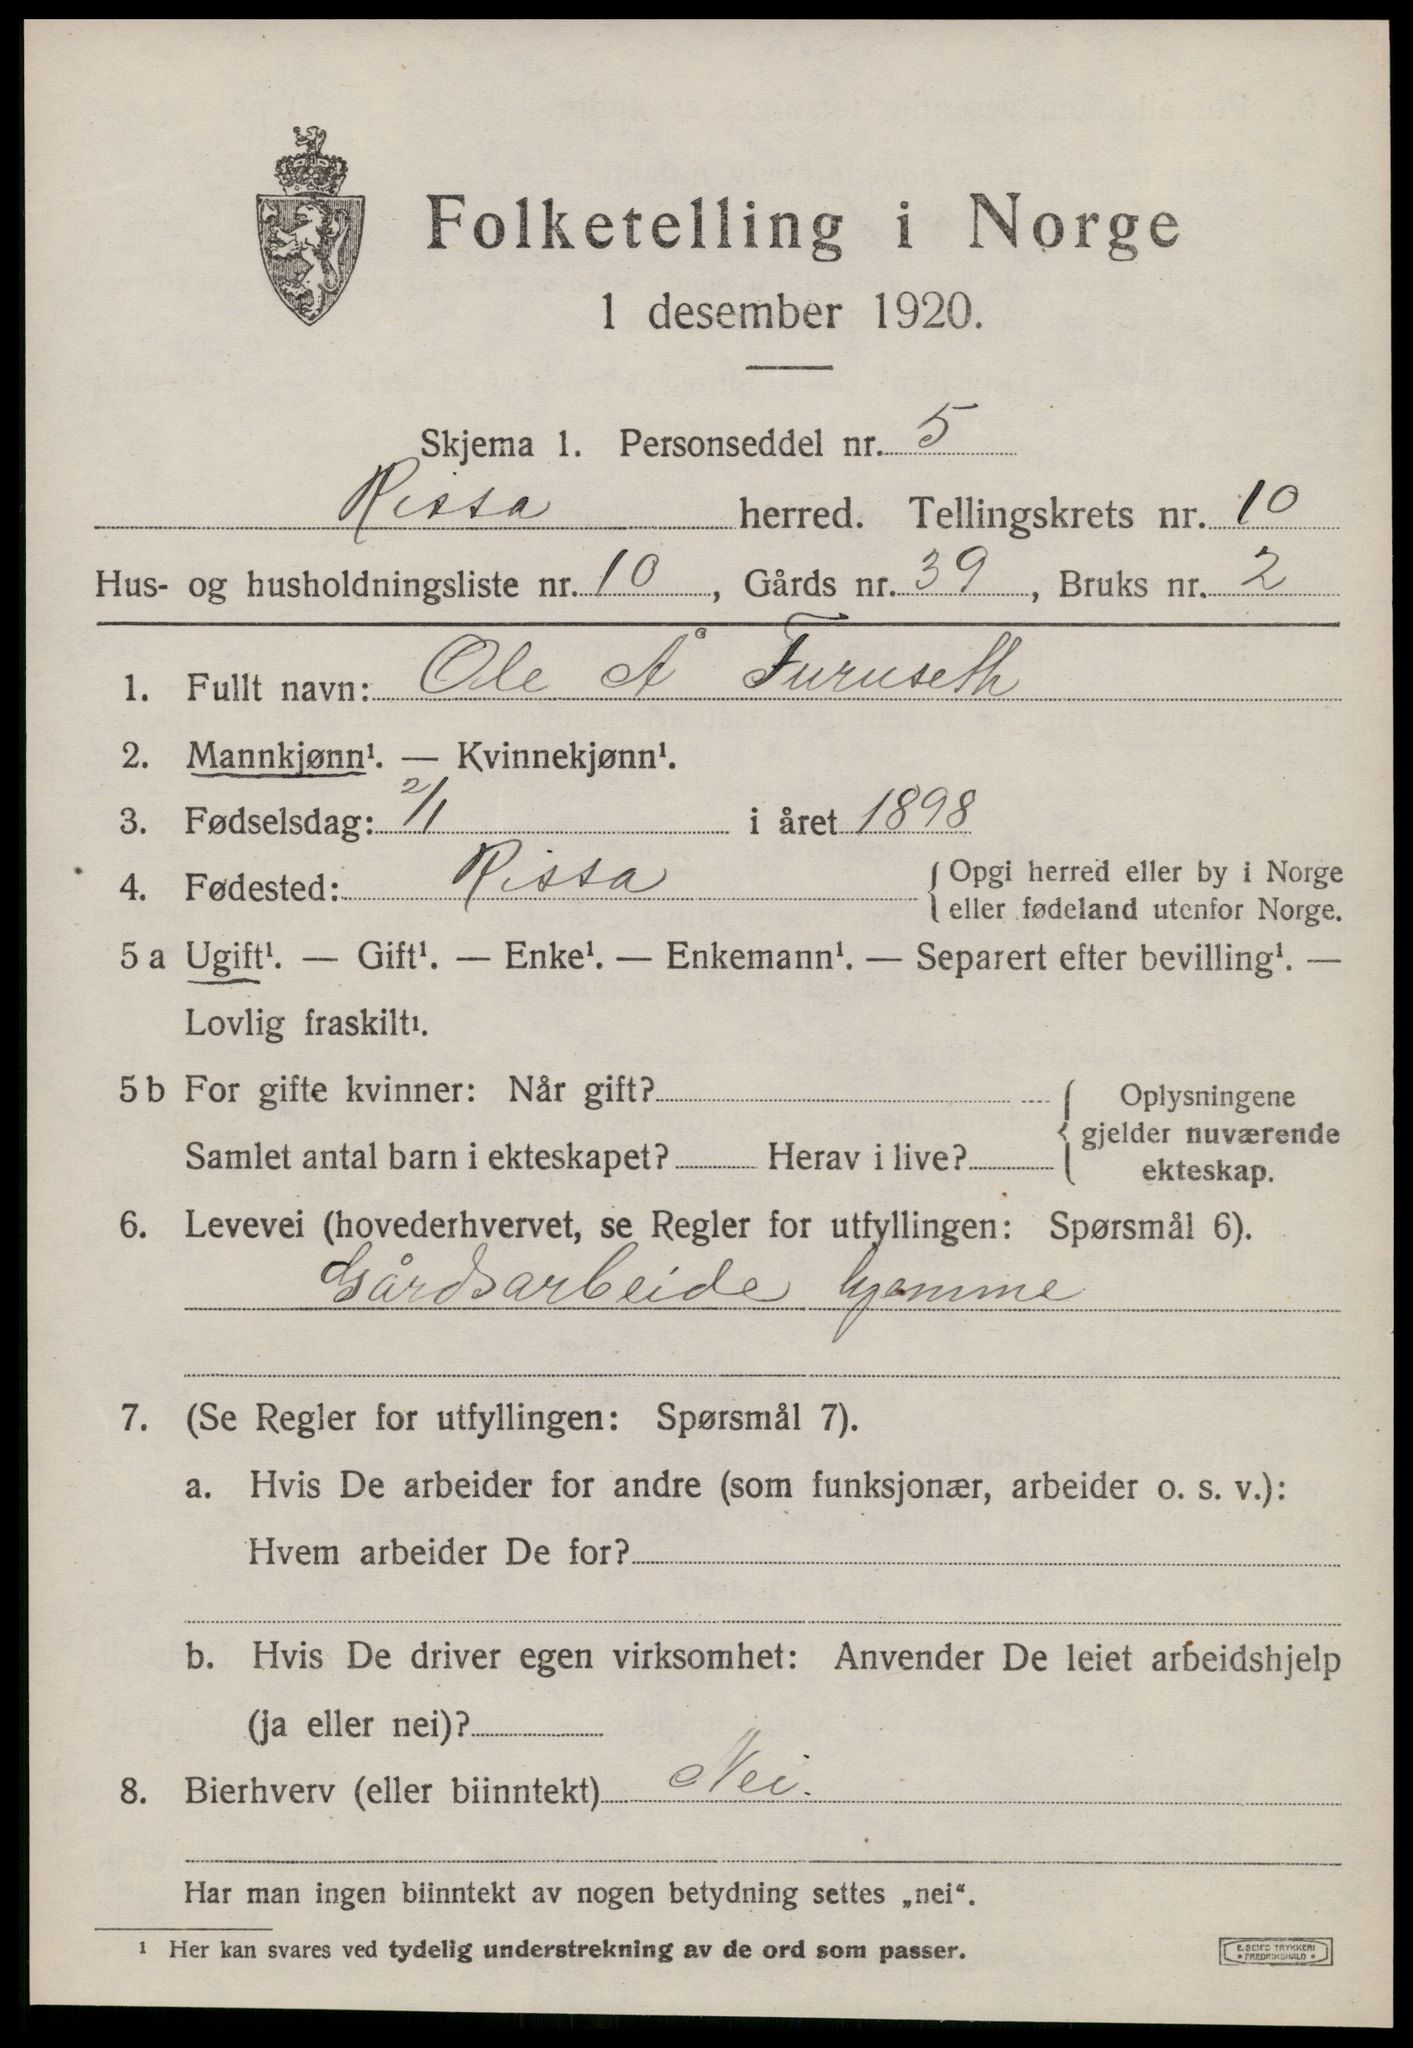 Folketelling i Norge
1 desember 1920.
Skjema 1. Personseddel nr. 5
Rissa herred. Tellingskrets nr. 10
Hus- og husholdningsliste nr. 10, Gårds nr. 39, Bruks nr. 2
1. Fullt navn: Ole Å Furuseth
2. Mannkjønn¹. — Kvinnekjønn¹.
3. Fødselsdag: 2/1 i året 1898
4. Fødested: Rissa { Opgi herred eller by i Norge
eller fødeland utenfor Norge.
5 a Ugift¹. — Gift¹. — Enke¹. — Enkemann¹. — Separert efter bevilling¹. —
Lovlig fraskilt¹.
5 b For gifte kvinner: Når gift? { Oplysningene
gjelder nuværende
Samlet antal barn i ekteskapet? Herav i live? ekteskap.
6. Levevei (hovederhvervet, se Regler for utfyllingen: Spørsmål 6).
Gårdsarbeide hjemme
7. (Se Regler for utfyllingen: Spørsmål 7).
a. Hvis De arbeider for andre (som funksjonær, arbeider o. s. v.):
Hvem arbeider De for?
b. Hvis De driver egen virksomhet: Anvender De leiet arbeidshjelp
(ja eller nei)?
8. Bierhverv (eller biinntekt) Nei.
Har man ingen biinntekt av nogen betydning settes „nei“.
¹ Her kan svares ved tydelig understrekning av de ord som passer.
E. SEM'S TRYKKERI
• FREDRIKSHALD •